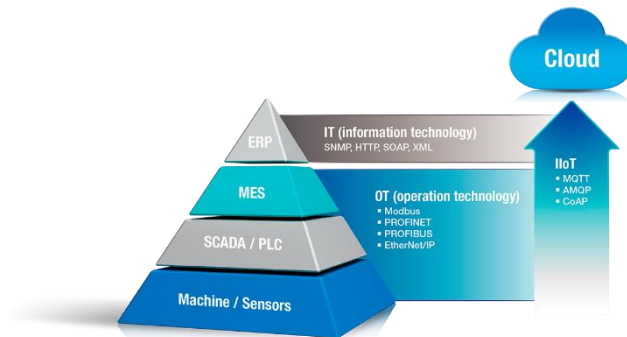 Cloud
ERP
IT (information technology)
SNMP, HTTP, SOAP, XML
MES
OT (operation technology)
▪ Modbus
▪ PROFINET
▪ PROFIBUS
▪ EtherNet/IP
SCADA / PLC
Machine / Sensors
IIoT
▪ MQTT
▪ AMQP
▪ CoAP